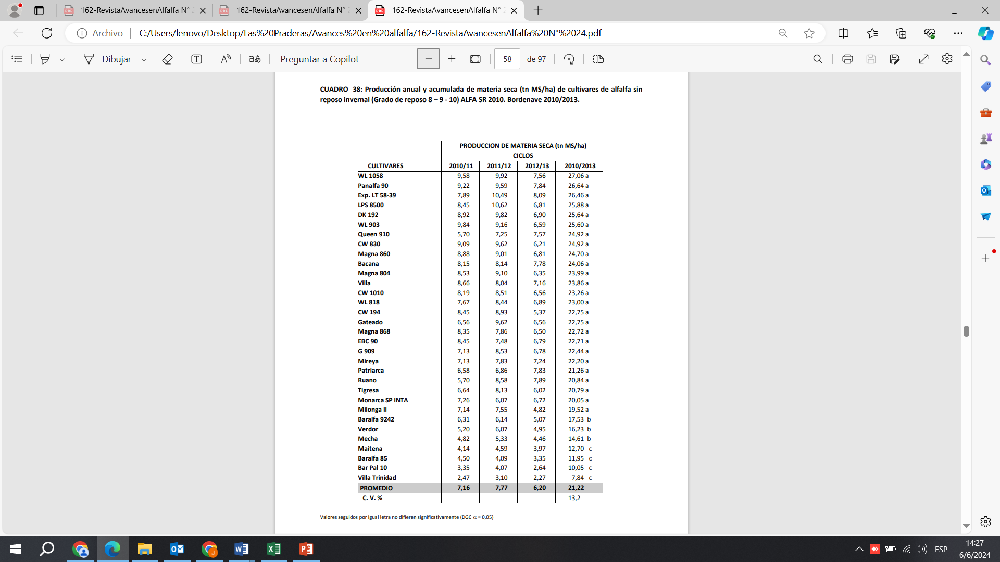 162-RevistaAvancesenAlfalfa N° 2
162-RevistaAvancesenAlfalfa N° 2
162-RevistaAvancesenAlfalfa N° 2
Archivo
C:/Users/lenovo/Desktop/Las%20Praderas/Avances%20en%20alfalfa/162-RevistaAvancesenAlfalfa%20N°%2024.pdf
Dibujar
Preguntar a Copilot
58 de 97
CUADRO 38: Producción anual y acumulada de materia seca (tn MS/ha) de cultivares de alfalfa sin
reposo invernal (Grado de reposo 8 – 9 - 10) ALFA SR 2010. Bordenave 2010/2013.
PRODUCCION DE MATERIA SECA (tn MS/ha)
CICLOS
CULTIVARES 2010/11 2011/12 2012/13 2010/2013
WL 1058 9,58 9,92 7,56 27,06 a
Panalfa 90 9,22 9,59 7,84 26,64 a
Exp. LT 58-39 7,89 10,49 8,09 26,46 a
LPS 8500 8,45 10,62 6,81 25,88 a
DK 192 8,92 9,82 6,90 25,64 a
WL 903 9,84 9,16 6,59 25,60 a
Queen 910 5,70 7,25 7,57 24,92 a
CW 830 9,09 9,62 6,21 24,92 a
Magna 860 8,88 9,01 6,81 24,70 a
Bacana 8,15 8,14 7,78 24,06 a
Magna 804 8,53 9,10 6,35 23,99 a
Villa 8,66 8,04 7,16 23,86 a
CW 1010 8,19 8,51 6,56 23,26 a
WL 818 7,67 8,44 6,89 23,00 a
CW 194 8,45 8,93 5,37 22,75 a
Gateado 6,56 9,62 6,56 22,75 a
Magna 868 8,35 7,86 6,50 22,72 a
EBC 90 8,45 7,48 6,79 22,71 a
G 909 7,13 8,53 6,78 22,44 a
Mireya 7,13 7,83 7,24 22,20 a
Patriarca 6,58 6,86 7,83 21,26 a
Ruano 5,70 8,58 7,89 20,84 a
Tigresa 6,64 8,13 6,02 20,79 a
Monarca SP INTA 7,26 6,07 6,72 20,05 a
Milonga II 7,14 7,55 4,82 19,52 a
Baralfa 9242 6,31 6,14 5,07 17,53 b
Verdor 5,20 6,07 4,95 16,23 b
Mecha 4,82 5,33 4,46 14,61 b
Maitena 4,14 4,59 3,97 12,70 c
Baralfa 85 4,50 4,09 3,35 11,95 c
Bar Pal 10 3,35 4,07 2,64 10,05 c
Villa Trinidad 2,47 3,10 2,27 7,84 c
PROMEDIO 7,16 7,77 6,20 21,22
C. V. % 13,2
Valores seguidos por igual letra no difieren significativamente (DGC α = 0,05)
ESP
14:27
6/6/2024